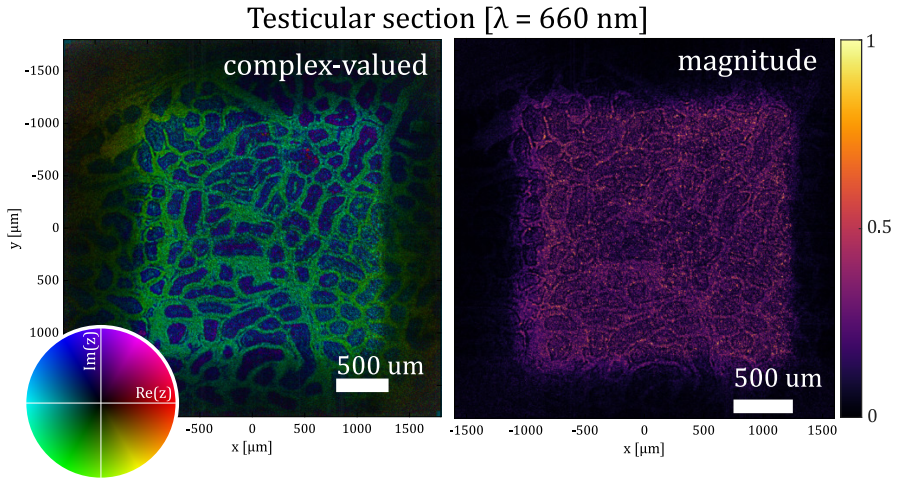 Testicular section [λ = 660 nm]
complex-valued
magnitude
-1500
-1000
-500
0
500
1000
y [µm]
500 um
500 um
1
0.5
0
Im(z)
Re(z)
-500
0
500
1000
1500
x [µm]
-1500
-1000
-500
0
500
1000
1500
x [µm]